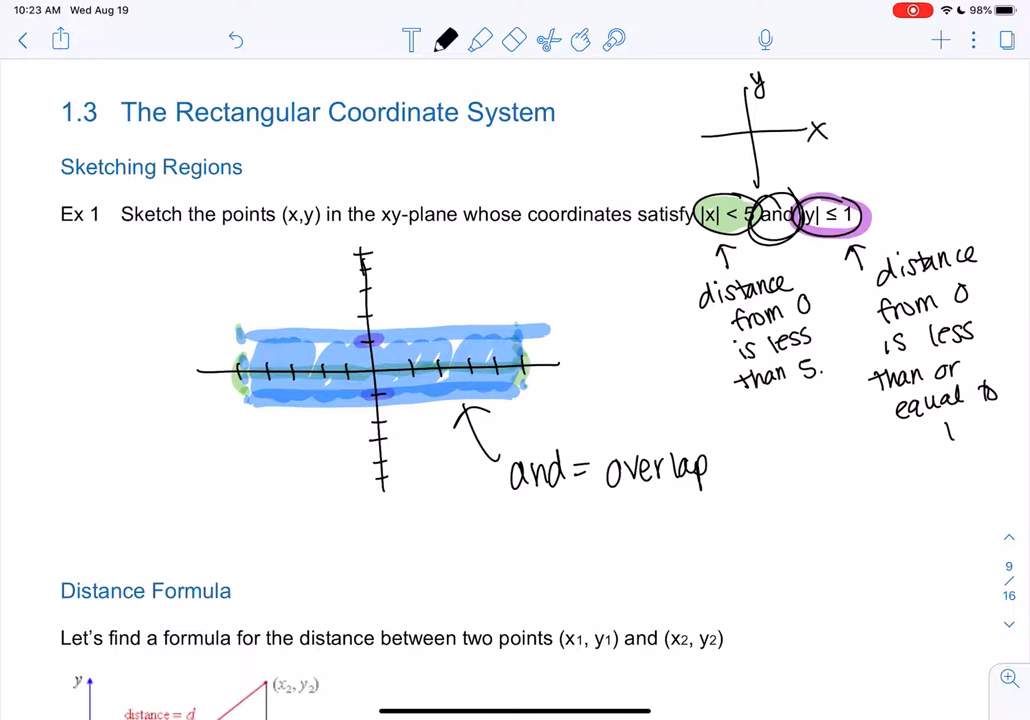 10:23 AM Wed Aug 19
98%
1.3 The Rectangular Coordinate System
Sketching Regions
Ex 1 Sketch the points (x,y) in the xy-plane whose coordinates satisfy |x| < 5 and |y| ≤ 1
y
x
distance
from 0
is less
than 5.
distance
from 0
is less
than or
equal to
1
and = overlap
9
/
16
Distance Formula
Let's find a formula for the distance between two points (x₁, y₁) and (x₂, y₂)
y
(x₂, y₂)
distance = d